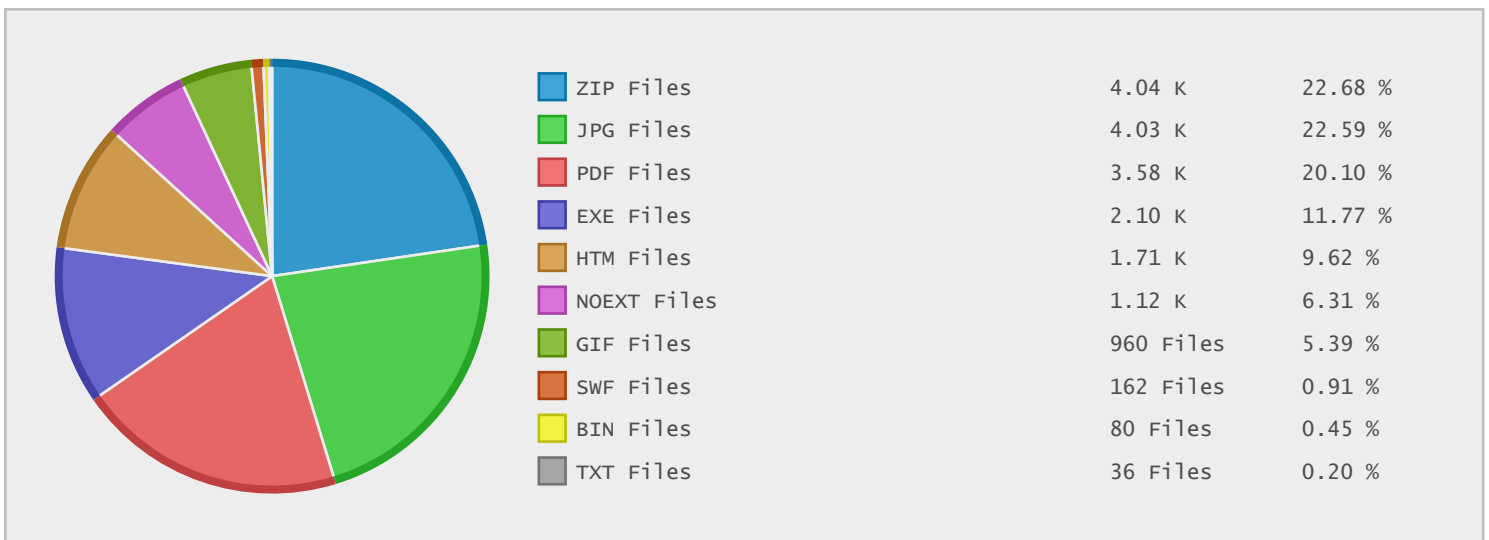 ZIP Files 4.04 K 22.68 %
JPG Files 4.03 K 22.59 %
PDF Files 3.58 K 20.10 %
EXE Files 2.10 K 11.77 %
HTM Files 1.71 K 9.62 %
NOEXT Files 1.12 K 6.31 %
GIF Files 960 Files 5.39 %
SWF Files 162 Files 0.91 %
BIN Files 80 Files 0.45 %
TXT Files 36 Files 0.20 %